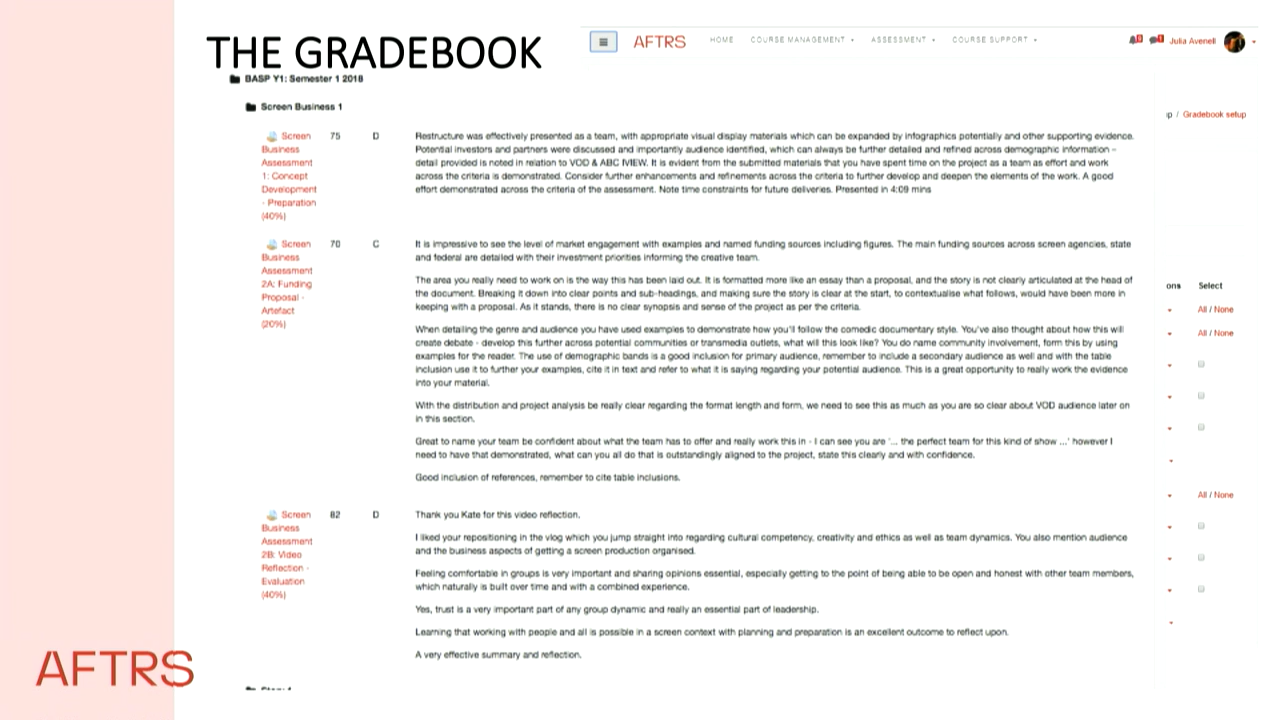 THE GRADEBOOK
AFTRS
HOME
COURSE MANAGEMENT
ASSESSMENT
COURSE SUPPORT
Julia Avenell
BASP Y1: Semester 1 2018
Screen Business 1
/ Gradebook setup
Screen
Business
Assessment
1: Concept
Development
- Preparation
(40%)
75
D
Restructure was effectively presented as a team, with appropriate visual display materials which can be expanded by infographics potentially and other supporting evidence.
Potential investors and partners were discussed and importantly audience identified, which can always be further detailed and refined across demographic information -
detail provided is noted in relation to VOD & ABC IVIEW. It is evident from the submitted materials that you have spent time on the project as a team as effort and work
across the criteria is demonstrated. Consider further enhancements and refinements across the criteria to further develop and deepen the elements of the work. A good
effort demonstrated across the criteria of the assessment. Note time constraints for future deliveries. Presented in 4:09 mins
Screen
Business
Assessment
2A: Funding
Proposal -
Artefact
(20%)
70
C
It is impressive to see the level of market engagement with examples and named funding sources including figures. The main funding sources across screen agencies, state
and federal are detailed with their investment priorities informing the creative team.
The area you really need to work on is the way this has been laid out. It is formatted more like an essay than a proposal, and the story is not clearly articulated at the head of
the document. Breaking it down into clear points and sub-headings, and making sure the story is clear at the start, to contextualise what follows, would have been more in
keeping with a proposal. As it stands, there is no clear synopsis and sense of the project as per the criteria.
When detailing the genre and audience you have used examples to demonstrate how you'll follow the comedic documentary style. You've also thought about how this will
create debate - develop this further across potential communities or transmedia outlets, what will this look like? You do name community involvement, form this by using
examples for the reader. The use of demographic bands is a good inclusion for primary audience, remember to include a secondary audience as well and with the table
inclusion use it to further your examples, cite it in text and refer to what it is saying regarding your potential audience. This is a great opportunity to really work the evidence
into your material.
With the distribution and project analysis be really clear regarding the format length and form, we need to see this as much as you are so clear about VOD audience later on
in this section.
Great to name your team be confident about what the team has to offer and really work this in - I can see you are '... the perfect team for this kind of show ...' however I
need to have that demonstrated, what can you all do that is outstandingly aligned to the project, state this clearly and with confidence.
Good inclusion of references, remember to cite table inclusions.
Screen
Business
Assessment
2B: Video
Reflection -
Evaluation
(40%)
82
D
Thank you Kate for this video reflection.
I liked your repositioning in the vlog which you jump straight into regarding cultural competency, creativity and ethics as well as team dynamics. You also mention audience
and the business aspects of getting a screen production organised.
Feeling comfortable in groups is very important and sharing opinions essential, especially getting to the point of being able to be open and honest with other team members,
which naturally is built over time and with a combined experience.
Yes, trust is a very important part of any group dynamic and really an essential part of leadership.
Learning that working with people and all is possible in a screen context with planning and preparation is an excellent outcome to reflect upon.
A very effective summary and reflection.
ons
Select
All / None
All / None
All / None
AFTRS